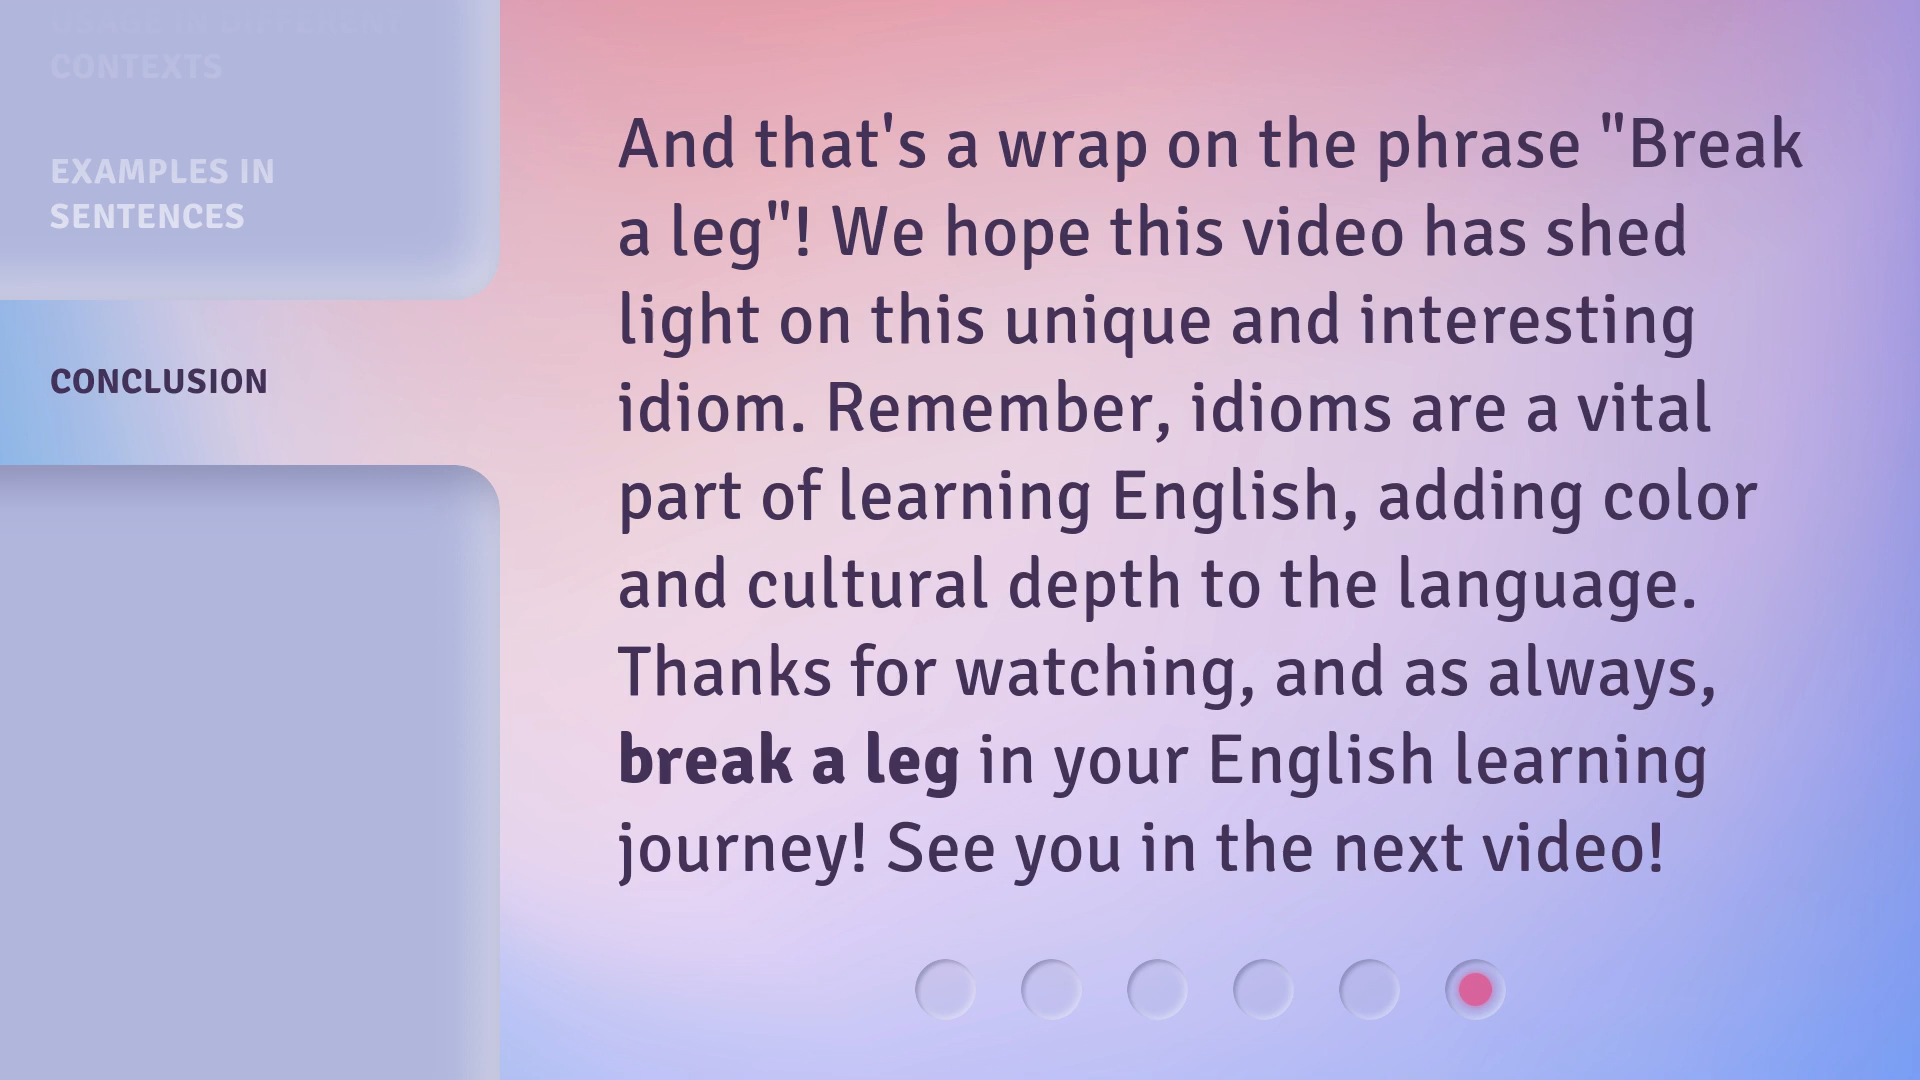 USAGE IN DIFFERENT
CONTEXTS
EXAMPLES IN
SENTENCES
CONCLUSION
And that's a wrap on the phrase "Break
a leg"! We hope this video has shed
light on this unique and interesting
idiom. Remember, idioms are a vital
part of learning English, adding color
and cultural depth to the language.
Thanks for watching, and as always,
break a leg in your English learning
journey! See you in the next video!